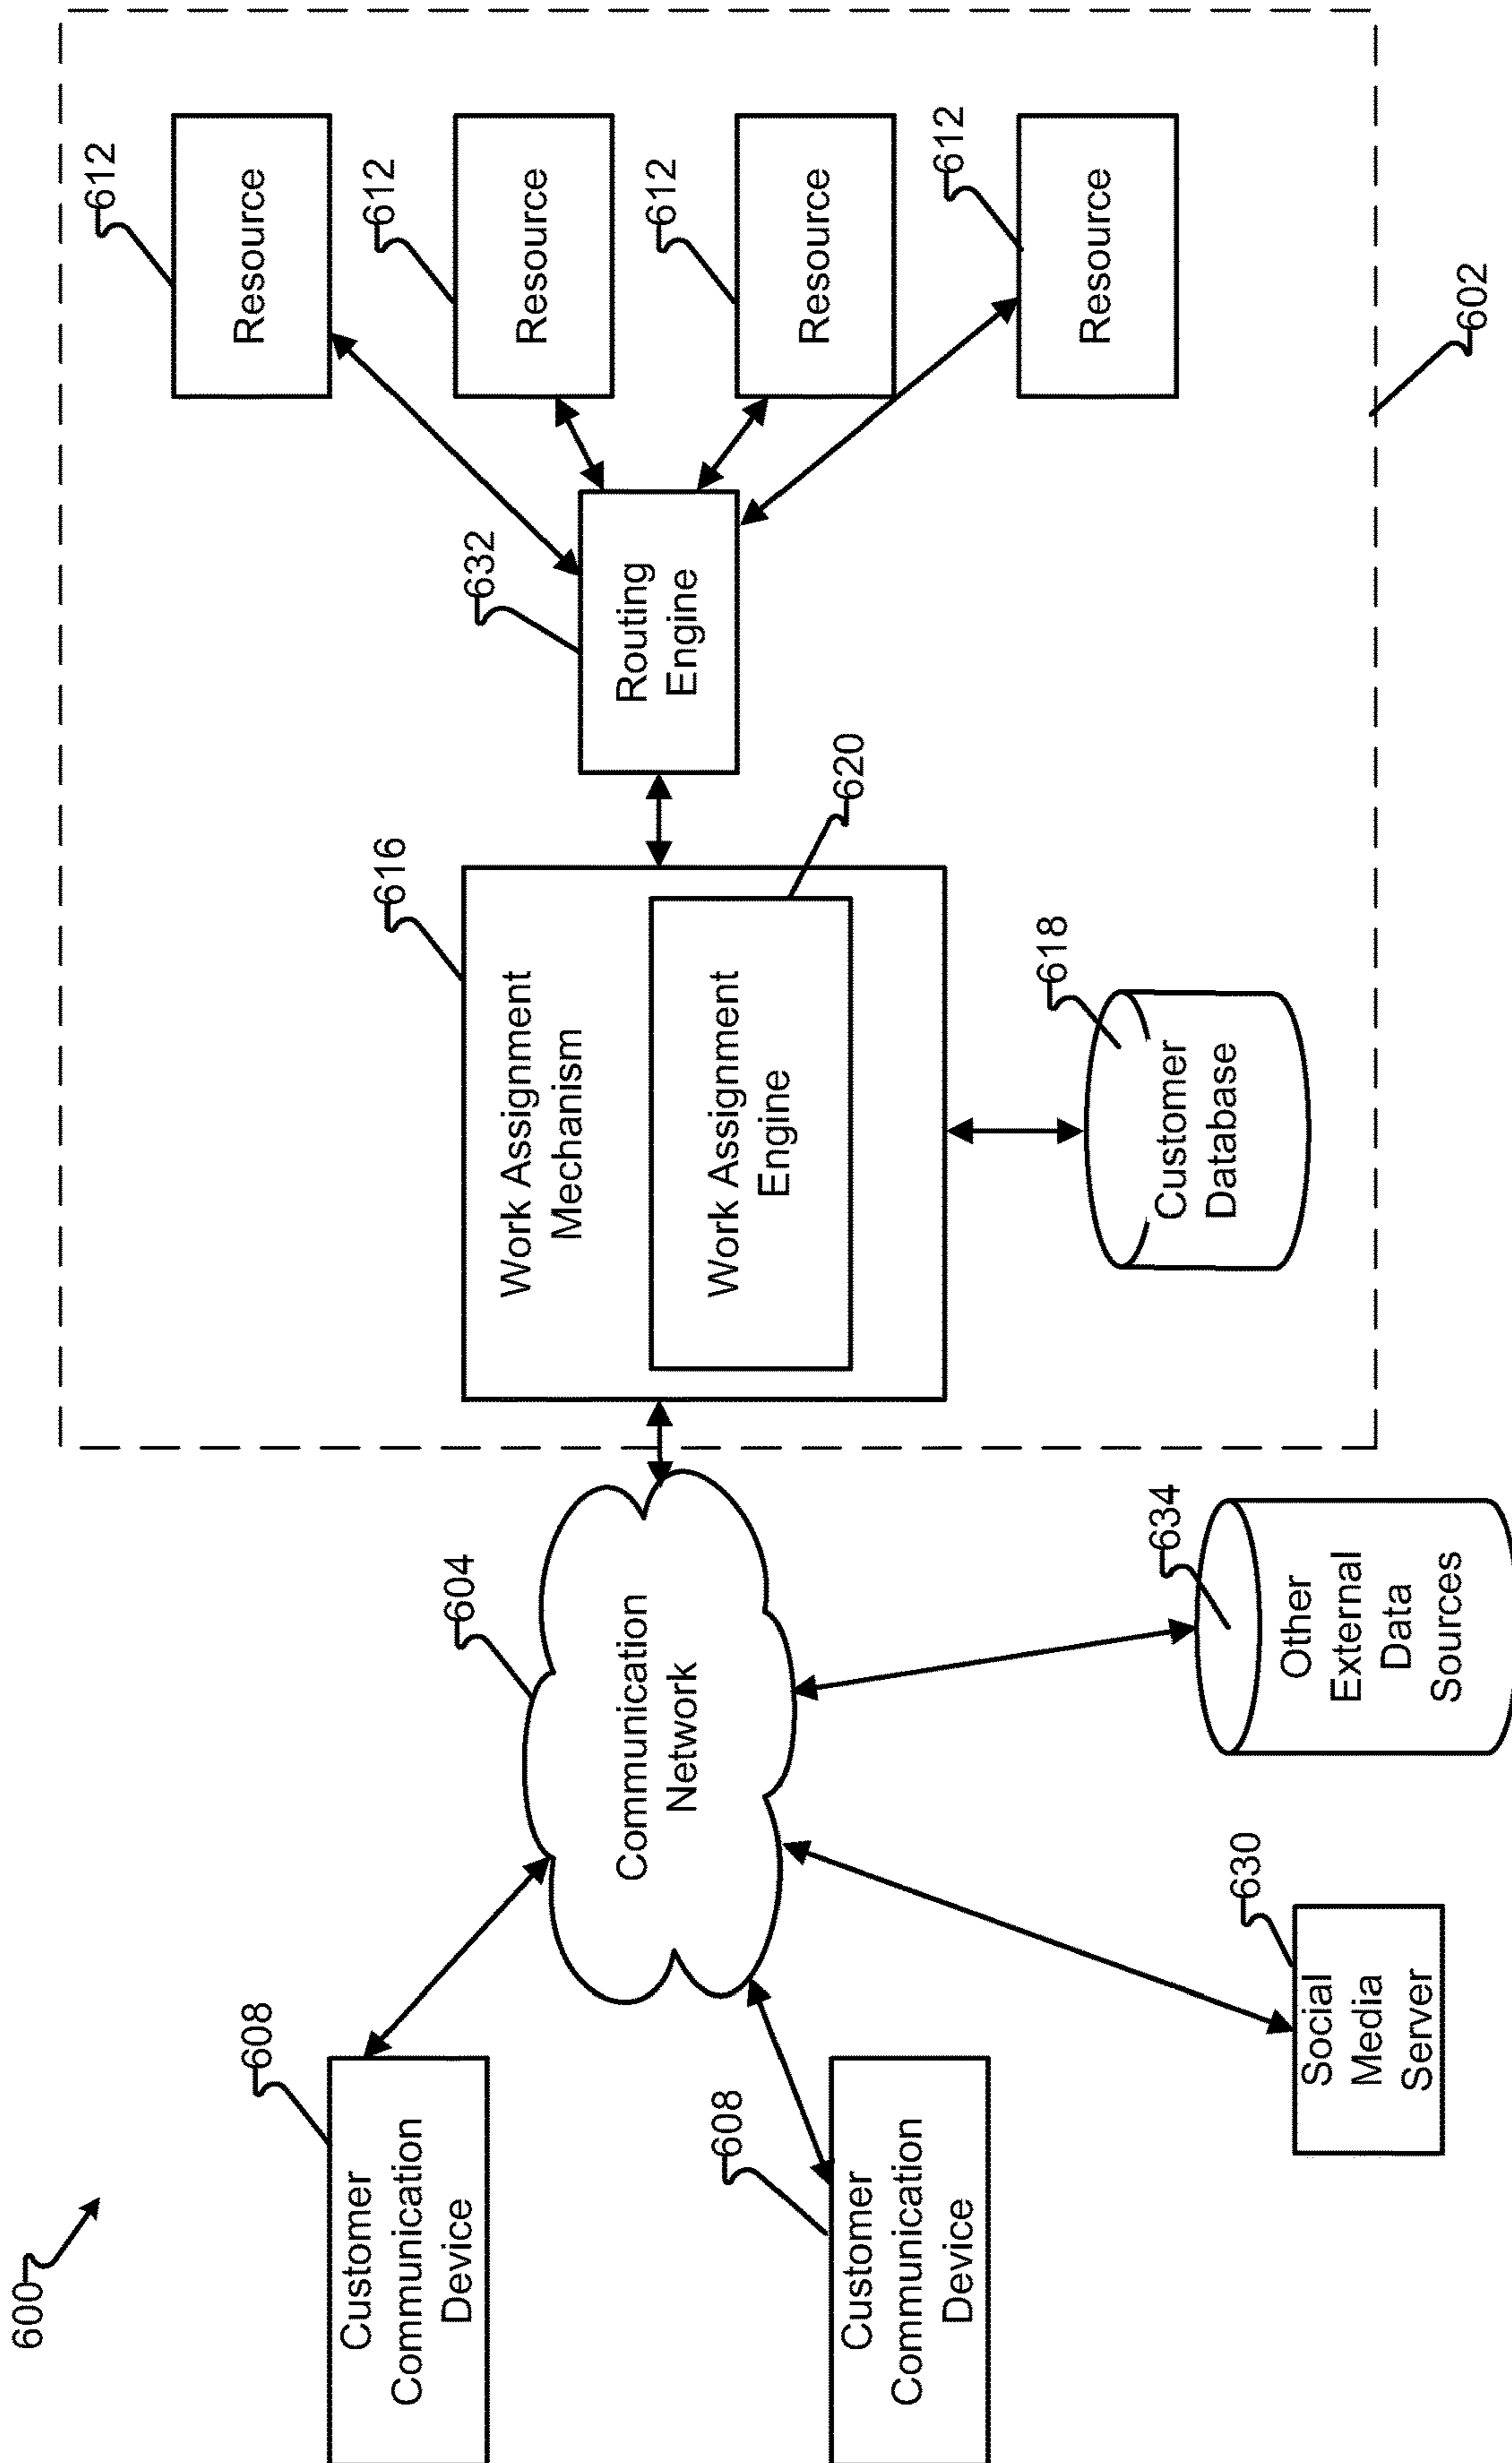 600
608
Customer
Communication
Device
608
Customer
Communication
Device
604
Communication
Network
630
Social
Media
Server
634
Other
External
Data
Sources
616
Work Assignment
Mechanism
620
Work Assignment
Engine
618
Customer
Database
632
Routing
Engine
612
Resource
612
Resource
612
Resource
612
Resource
602